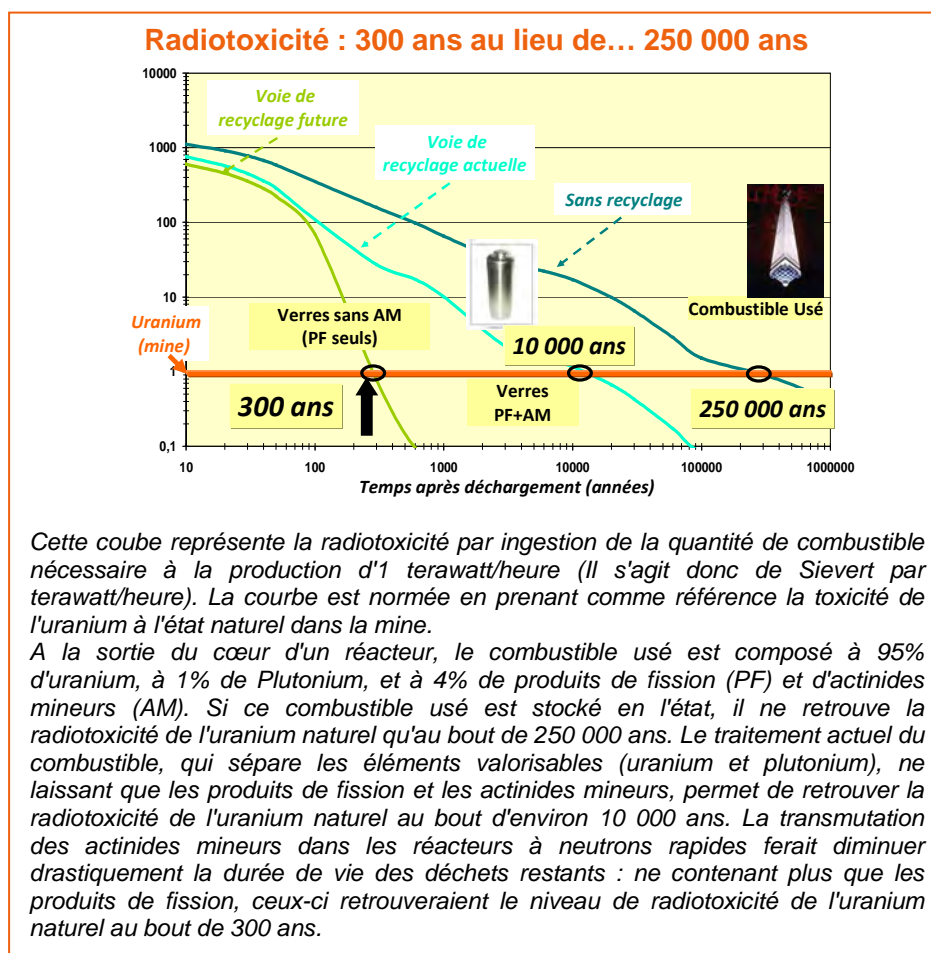 Radiotoxicité : 300 ans au lieu de… 250 000 ans
10000
1000
100
10
1
0,1
Voie de
recyclage future
Voie de
recyclage actuelle
Sans recyclage
Combustible Usé
Uranium
(mine)
Verres sans AM
(PF seuls)
10 000 ans
300 ans
Verres
PF+AM
250 000 ans
10
100
1000
10000
100000
1000000
Temps après déchargement (années)
Cette coube représente la radiotoxicité par ingestion de la quantité de combustible
nécessaire à la production d'1 terawatt/heure (Il s'agit donc de Sievert par
terawatt/heure). La courbe est normée en prenant comme référence la toxicité de
l'uranium à l'état naturel dans la mine.
A la sortie du cœur d'un réacteur, le combustible usé est composé à 95%
d'uranium, à 1% de Plutonium, et à 4% de produits de fission (PF) et d'actinides
mineurs (AM). Si ce combustible usé est stocké en l'état, il ne retrouve la
radiotoxicité de l'uranium naturel qu'au bout de 250 000 ans. Le traitement actuel du
combustible, qui sépare les éléments valorisables (uranium et plutonium), ne
laissant que les produits de fission et les actinides mineurs, permet de retrouver la
radiotoxicité de l'uranium naturel au bout d'environ 10 000 ans. La transmutation
des actinides mineurs dans les réacteurs à neutrons rapides ferait diminuer
drastiquement la durée de vie des déchets restants : ne contenant plus que les
produits de fission, ceux-ci retrouveraient le niveau de radiotoxicité de l'uranium
naturel au bout de 300 ans.